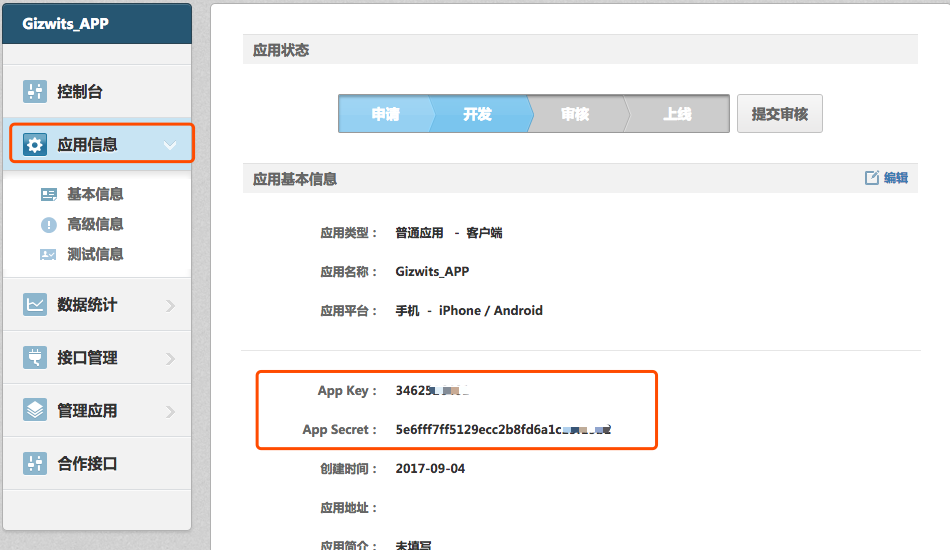 Gizwits_APP
控制台
应用信息
基本信息
高级信息
测试信息
数据统计
接口管理
管理应用
合作接口
应用状态
申请 开发 审核 上线 提交审核
应用基本信息 编辑
应用类型： 普通应用 - 客户端
应用名称： Gizwits_APP
应用平台： 手机 - iPhone / Android
App Key： 34625
App Secret： 5e6fff7ff5129ecc2b8fd6a1c
创建时间： 2017-09-04
应用地址：
应用简介： 未填写